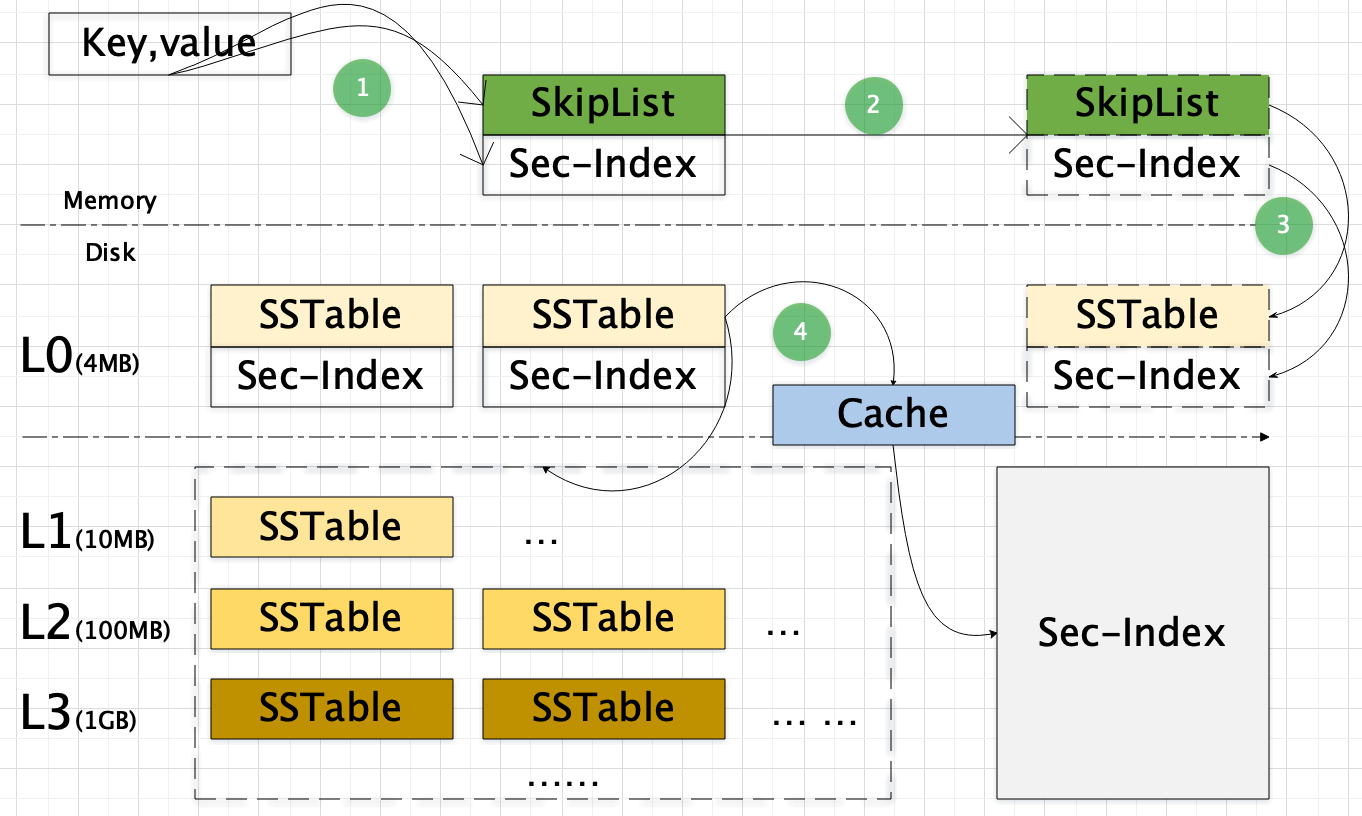 Key,value
1
SkipList
2
SkipList
Sec-Index
Sec-Index
Memory
3
Disk
SSTable
SSTable
4
SSTable
L0(4MB)
Sec-Index
Sec-Index
Sec-Index
Cache
L1(10MB)
SSTable
...
L2(100MB)
SSTable
SSTable
...
Sec-Index
L3(1GB)
SSTable
SSTable
... ...
......